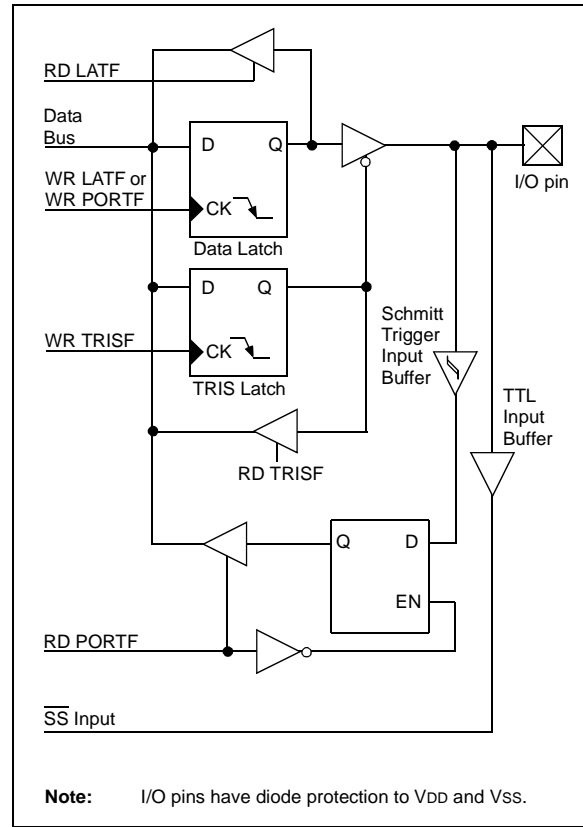 RD LATF
Data
Bus
D Q
WR LATF or
WR PORTF
CK
Data Latch
I/O pin
D Q
WR TRISF
CK
TRIS Latch
Schmitt
Trigger
Input
Buffer
TTL
Input
Buffer
RD TRISF
Q D
EN
RD PORTF
SS Input
Note: I/O pins have diode protection to VDD and VSS.